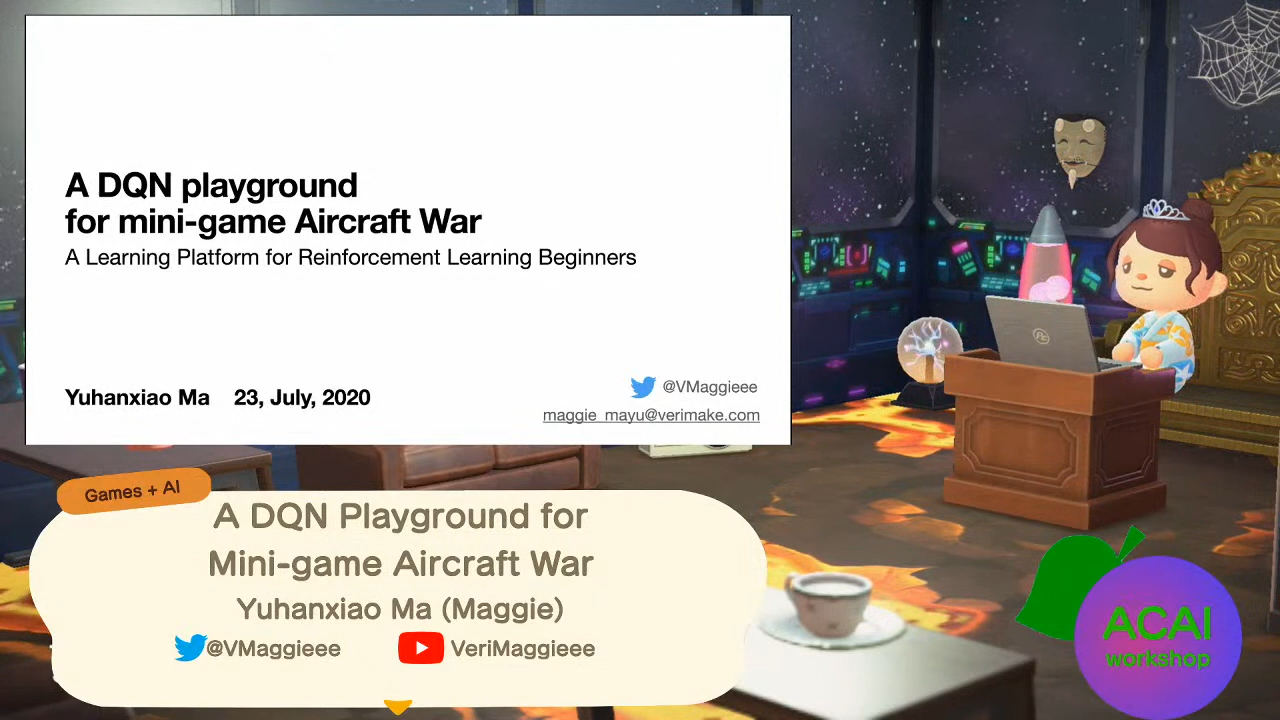 A DQN playground
for mini-game Aircraft War
A Learning Platform for Reinforcement Learning Beginners
Yuhanxiao Ma 23, July, 2020
@VMaggieee
maggie_mayu@verimake.com
Games + AI
A DQN Playground for
Mini-game Aircraft War
Yuhanxiao Ma (Maggie)
@VMaggieee VeriMaggieee
ACAI
workshop